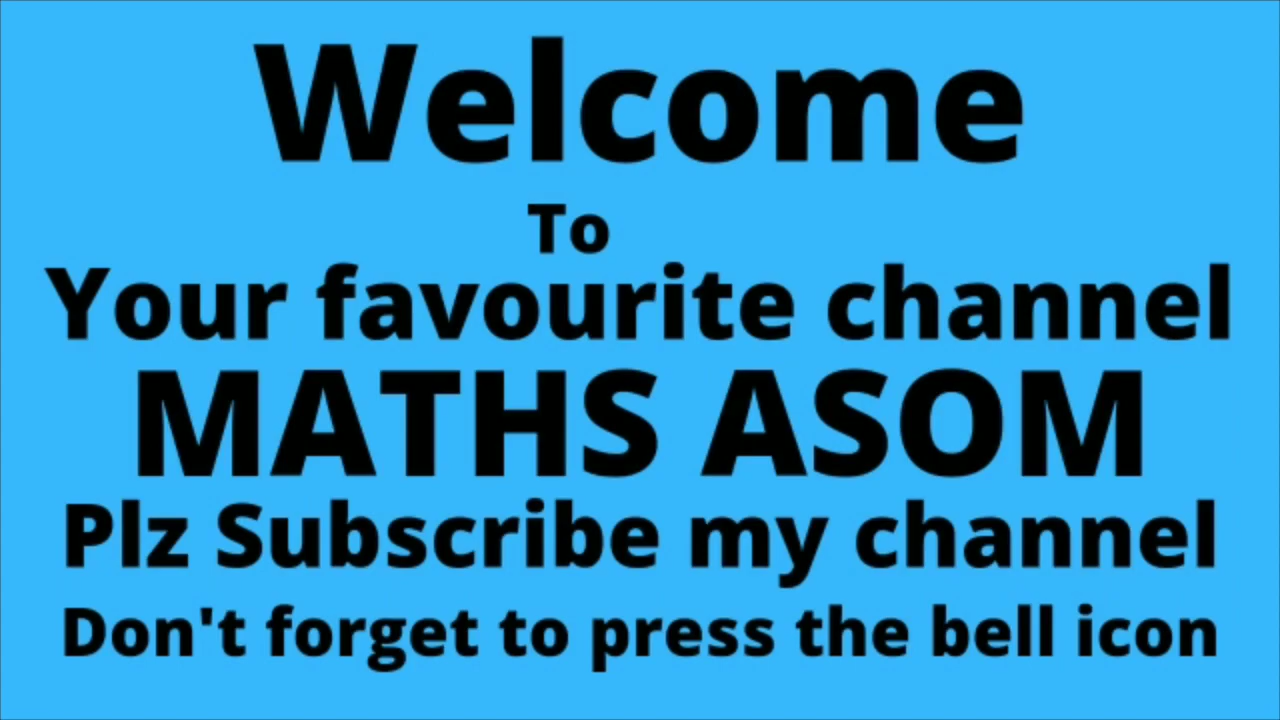 Welcome
To
Your favourite channel
MATHS ASOM
Plz Subscribe my channel
Don't forget to press the bell icon